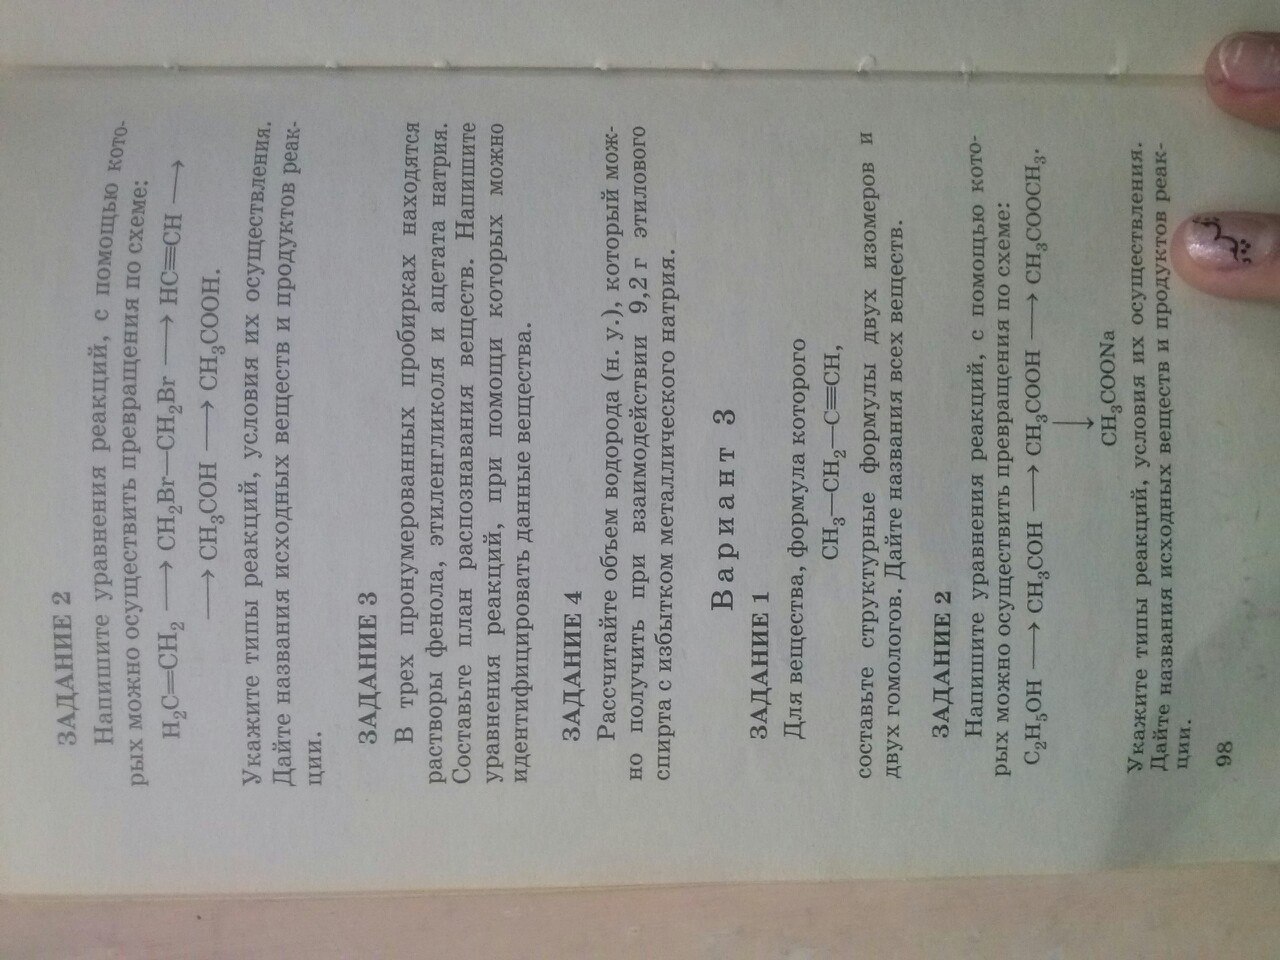 ЗАДАНИЕ 2
Напишите уравнения реакций, с помощью кото-
рых можно осуществить превращения по схеме:
H₂C=CH₂ ⟶ CH₂Br—CH₂Br ⟶ HC≡CH ⟶
⟶ CH₃COH ⟶ CH₃COOH.
Укажите типы реакций, условия их осуществления.
Дайте названия исходных веществ и продуктов реак-
ции.
ЗАДАНИЕ 3
В трех пронумерованных пробирках находятся
растворы фенола, этиленгликоля и ацетата натрия.
Составьте план распознавания веществ. Напишите
уравнения реакций, при помощи которых можно
идентифицировать данные вещества.
ЗАДАНИЕ 4
Рассчитайте объем водорода (н. у.), который мож-
но получить при взаимодействии 9,2 г этилового
спирта с избытком металлического натрия.
Вариант 3
ЗАДАНИЕ 1
Для вещества, формула которого
CH₃—CH₂—C≡CH,
составьте структурные формулы двух изомеров и
двух гомологов. Дайте названия всех веществ.
ЗАДАНИЕ 2
Напишите уравнения реакций, с помощью кото-
рых можно осуществить превращения по схеме:
C₂H₅OH ⟶ CH₃COH ⟶ CH₃COOH ⟶ CH₃COOCH₃.
↓
CH₃COONa
Укажите типы реакций, условия их осуществления.
Дайте названия исходных веществ и продуктов реак-
ции.
98